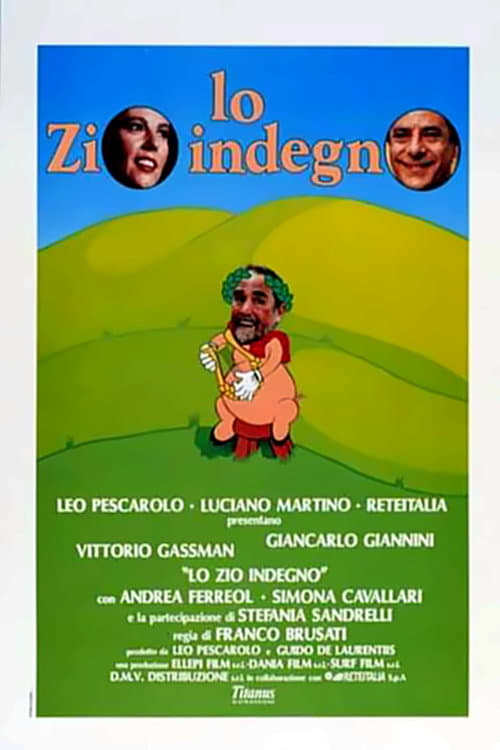 lo
Zio indegno
LEO PESCAROLO · LUCIANO MARTINO · RETEITALIA
presentano
VITTORIO GASSMAN GIANCARLO GIANNINI
"LO ZIO INDEGNO"
con ANDREA FERREOL · SIMONA CAVALLARI
e la partecipazione di STEFANIA SANDRELLI
regia di FRANCO BRUSATI
prodotto da LEO PESCAROLO e GUIDO DE LAURENTIIS
una produzione ELLEPI FILM s.r.l.-DANIA FILM s.r.l.-SURF FILM s.r.l.
D.M.V. DISTRIBUZIONE s.r.l. in collaborazione con RETEITALIA S.p.A
Titanus